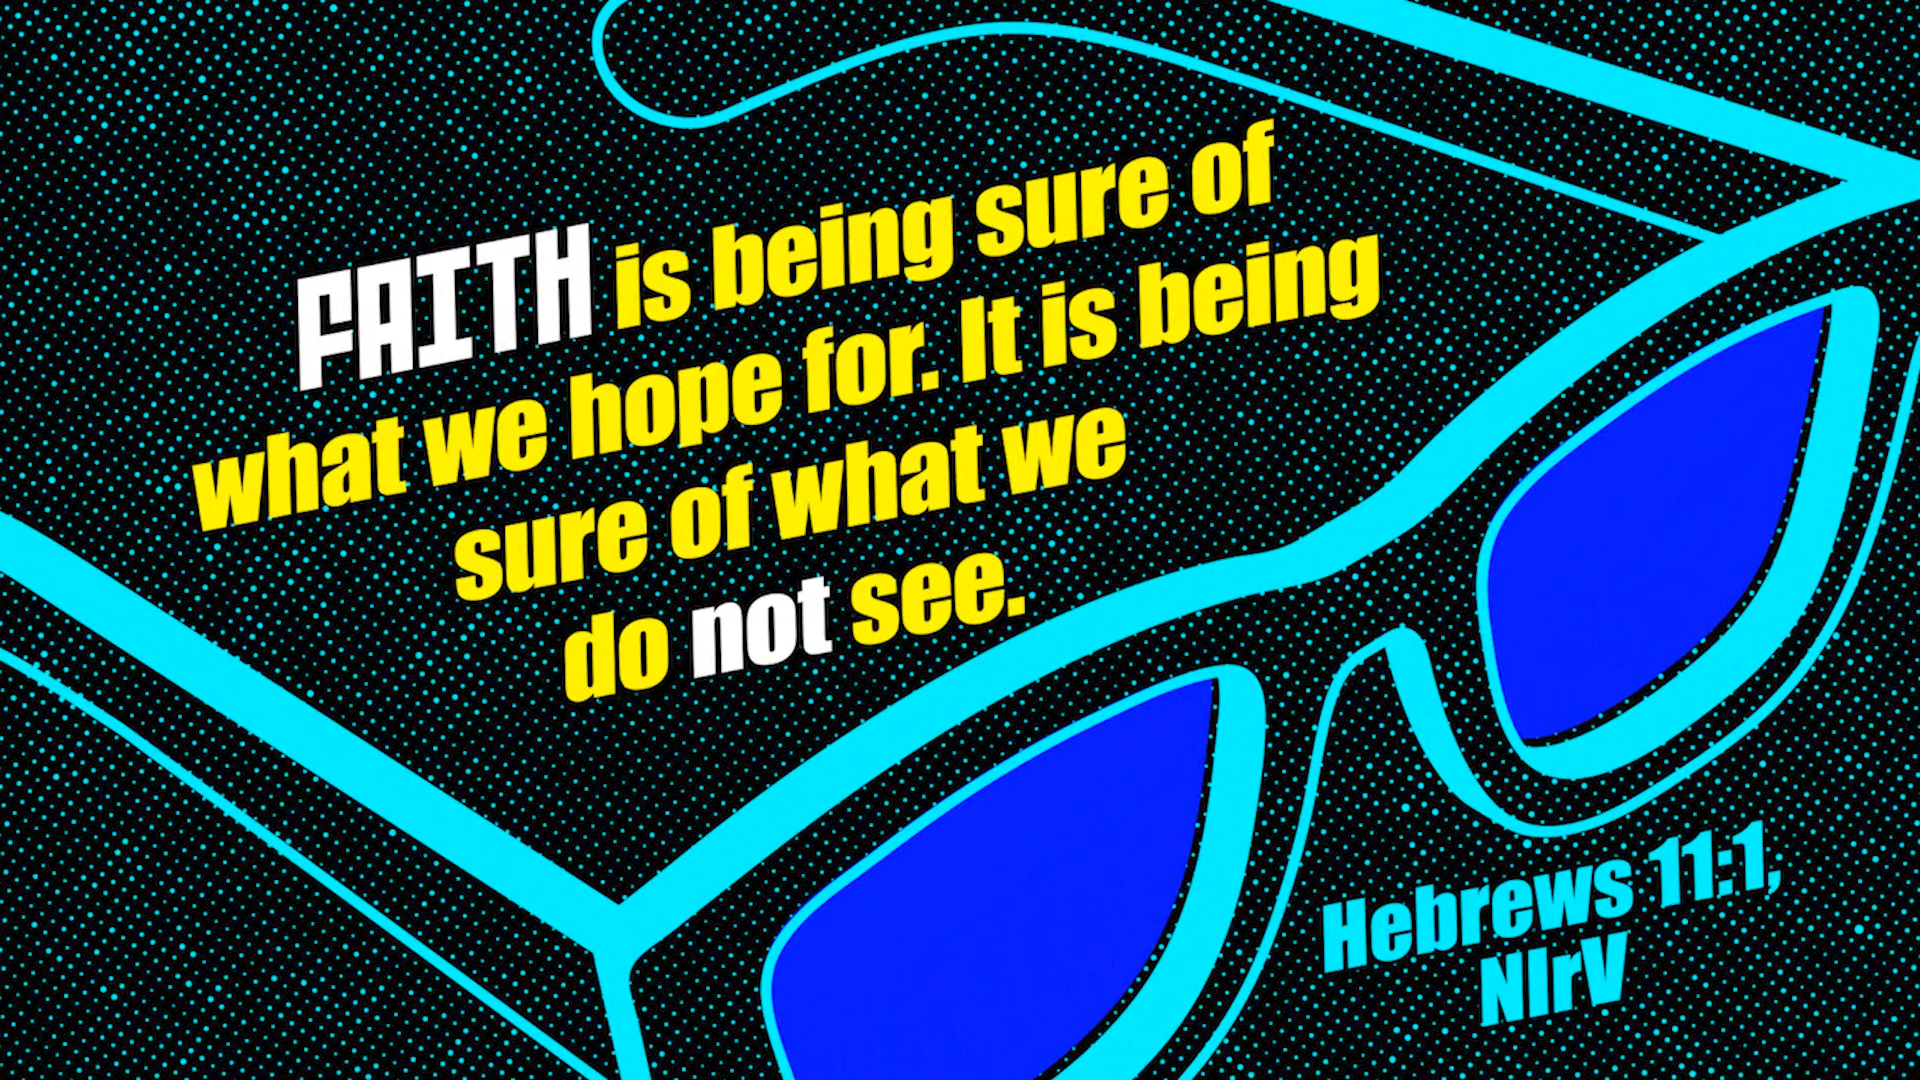 FAITH is being sure of
what we hope for. It is being
sure of what we
do not see.
Hebrews 11:1,
NIrV